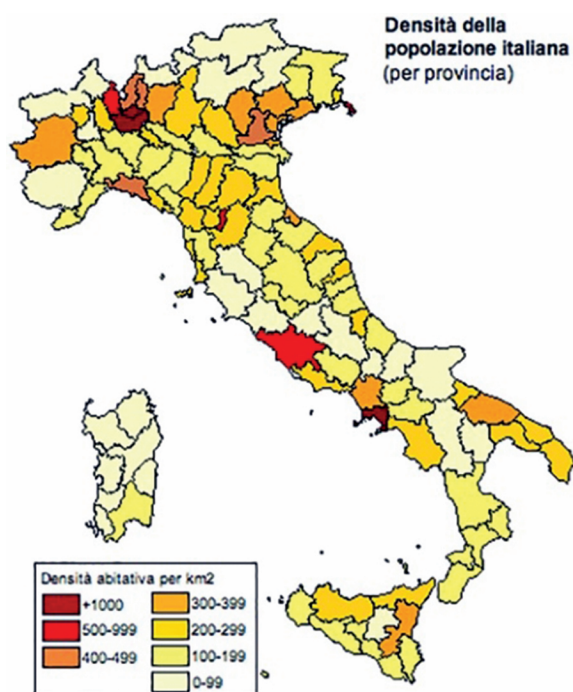 Densità della
popolazione italiana
(per provincia)
Densità abitativa per km2
+1000
500-999
400-499
300-399
200-299
100-199
0-99